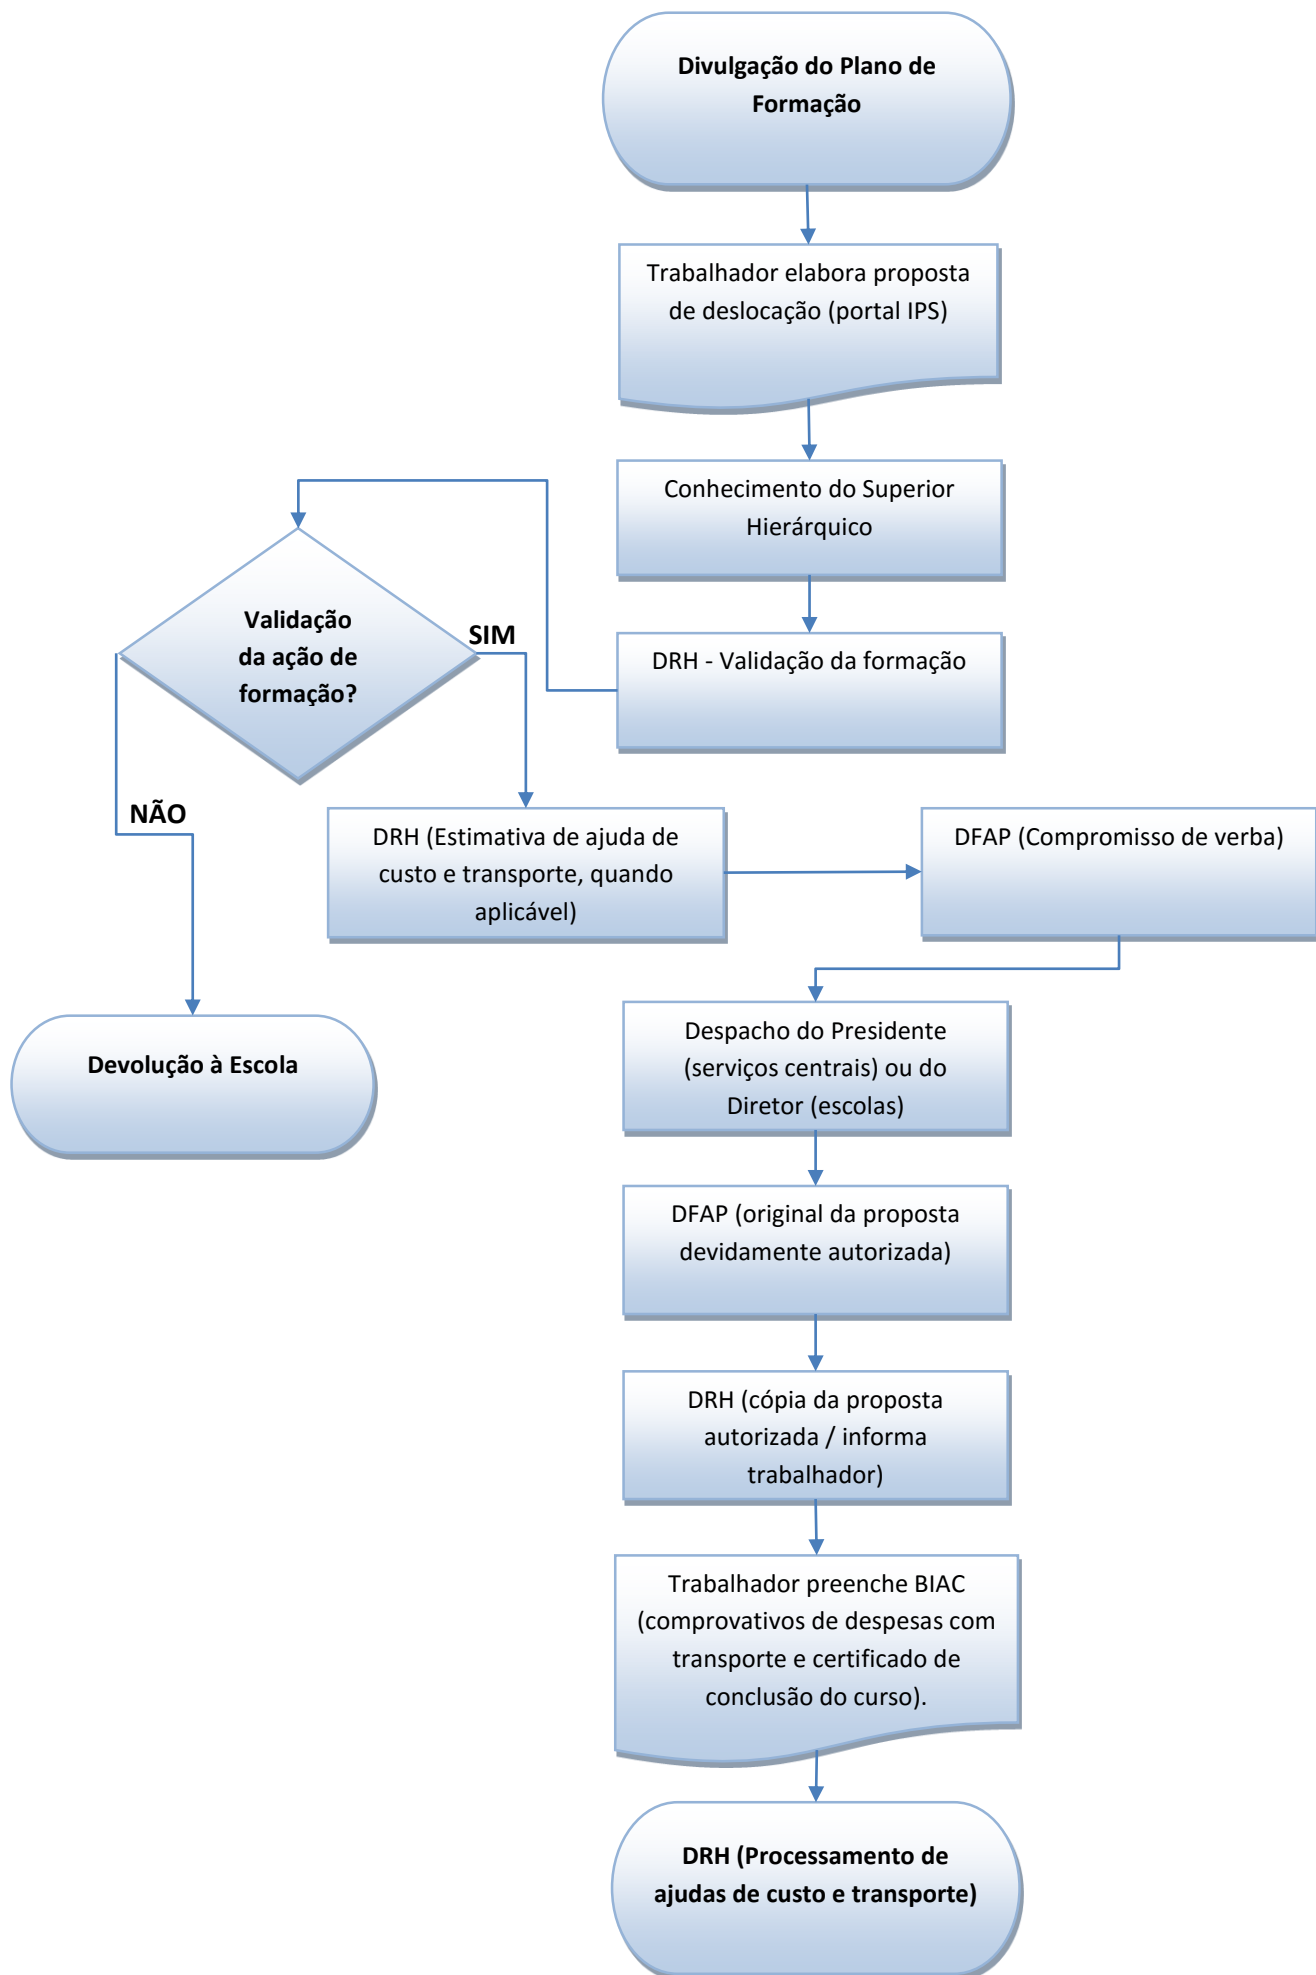 Divulgação do Plano de
Formação
Trabalhador elabora proposta
de deslocação (portal IPS)
Conhecimento do Superior
Hierárquico
DRH - Validação da formação
Validação
da ação de
formação?
SIM
NÃO
DRH (Estimativa de ajuda de
custo e transporte, quando
aplicável)
DFAP (Compromisso de verba)
Devolução à Escola
Despacho do Presidente
(serviços centrais) ou do
Diretor (escolas)
DFAP (original da proposta
devidamente autorizada)
DRH (cópia da proposta
autorizada / informa
trabalhador)
Trabalhador preenche BIAC
(comprovativos de despesas com
transporte e certificado de
conclusão do curso).
DRH (Processamento de
ajudas de custo e transporte)